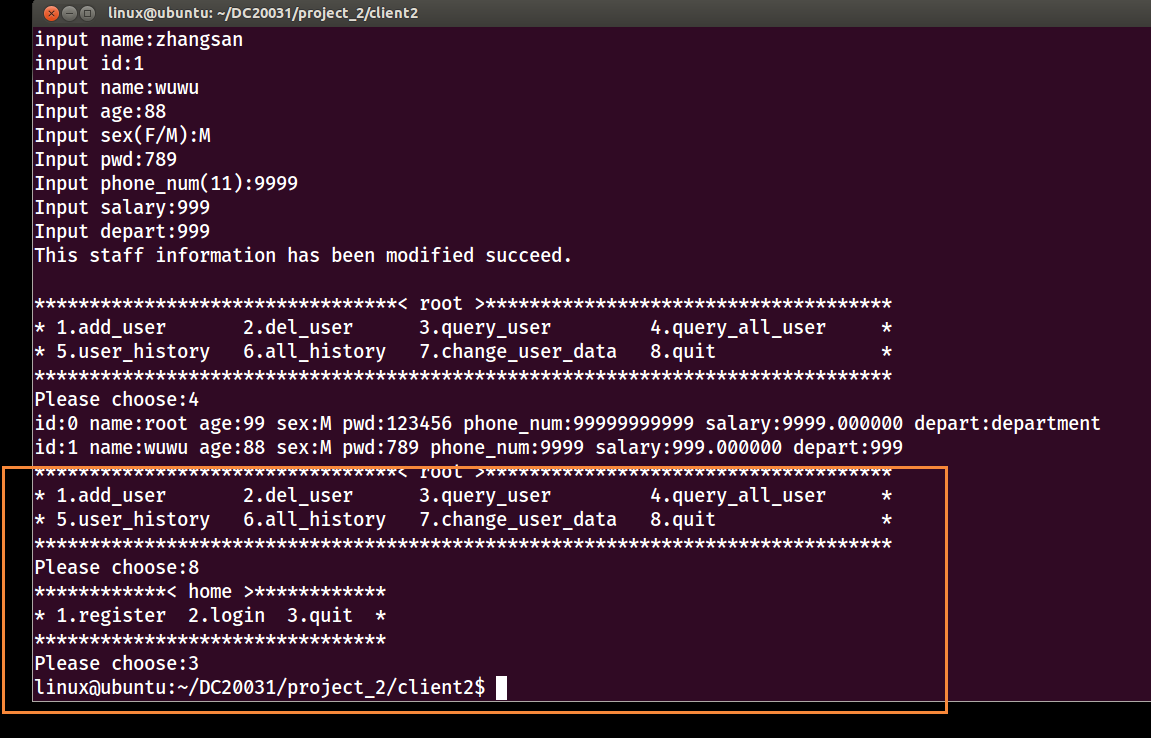 linux@ubuntu: ~/DC20031/project_2/client2
input name:zhangsan
input id:1
Input name:wuwu
Input age:88
Input sex(F/M):M
Input pwd:789
Input phone_num(11):9999
Input salary:999
Input depart:999
This staff information has been modified succeed.
*********************************< root >*************************************
* 1.add_user       2.del_user      3.query_user         4.query_all_user     *
* 5.user_history   6.all_history   7.change_user_data   8.quit               *
******************************************************************************
Please choose:4
id:0 name:root age:99 sex:M pwd:123456 phone_num:99999999999 salary:9999.000000 depart:department
id:1 name:wuwu age:88 sex:M pwd:789 phone_num:9999 salary:999.000000 depart:999
*********************************< root >*************************************
* 1.add_user       2.del_user      3.query_user         4.query_all_user     *
* 5.user_history   6.all_history   7.change_user_data   8.quit               *
******************************************************************************
Please choose:8
************< home >************
* 1.register  2.login  3.quit  *
********************************
Please choose:3
linux@ubuntu:~/DC20031/project_2/client2$